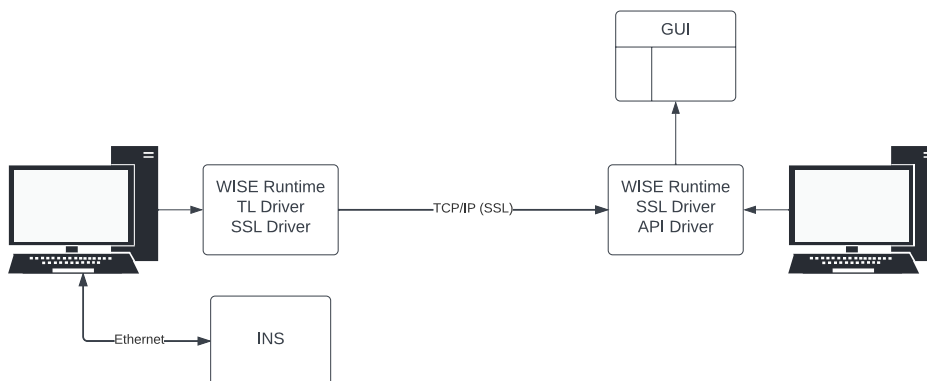 GUI
WISE Runtime
TL Driver
SSL Driver
TCP/IP (SSL)
WISE Runtime
SSL Driver
API Driver
Ethernet
INS